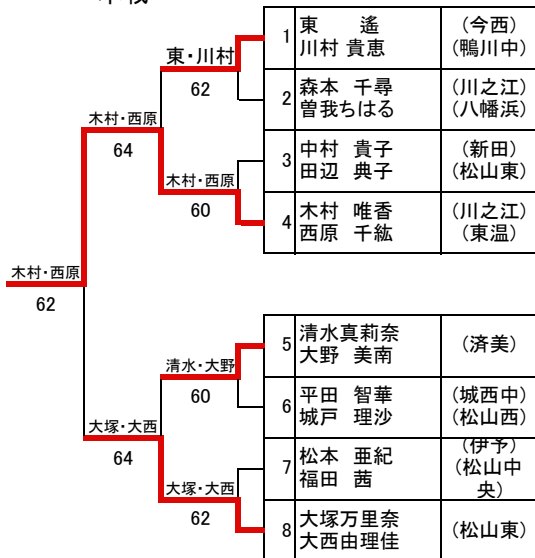 東・川村
62
木村・西原
64
木村・西原
60
木村・西原
62
清水・大野
60
大塚・大西
64
大塚・大西
62
1 東 遙 (今西)
川村 貴恵 (鴨川中)
2 森本 千尋 (川之江)
曽我ちはる (八幡浜)
3 中村 貴子 (新田)
田辺 典子 (松山東)
4 木村 唯香 (川之江)
西原 千紘 (東温)
5 清水真莉奈 (済美)
大野 美南
6 平田 智華 (城西中)
城戸 理沙 (松山西)
7 松本 亜紀 (伊予)
福田 茜 (松山中央)
8 大塚万里奈 (松山東)
大西由理佳